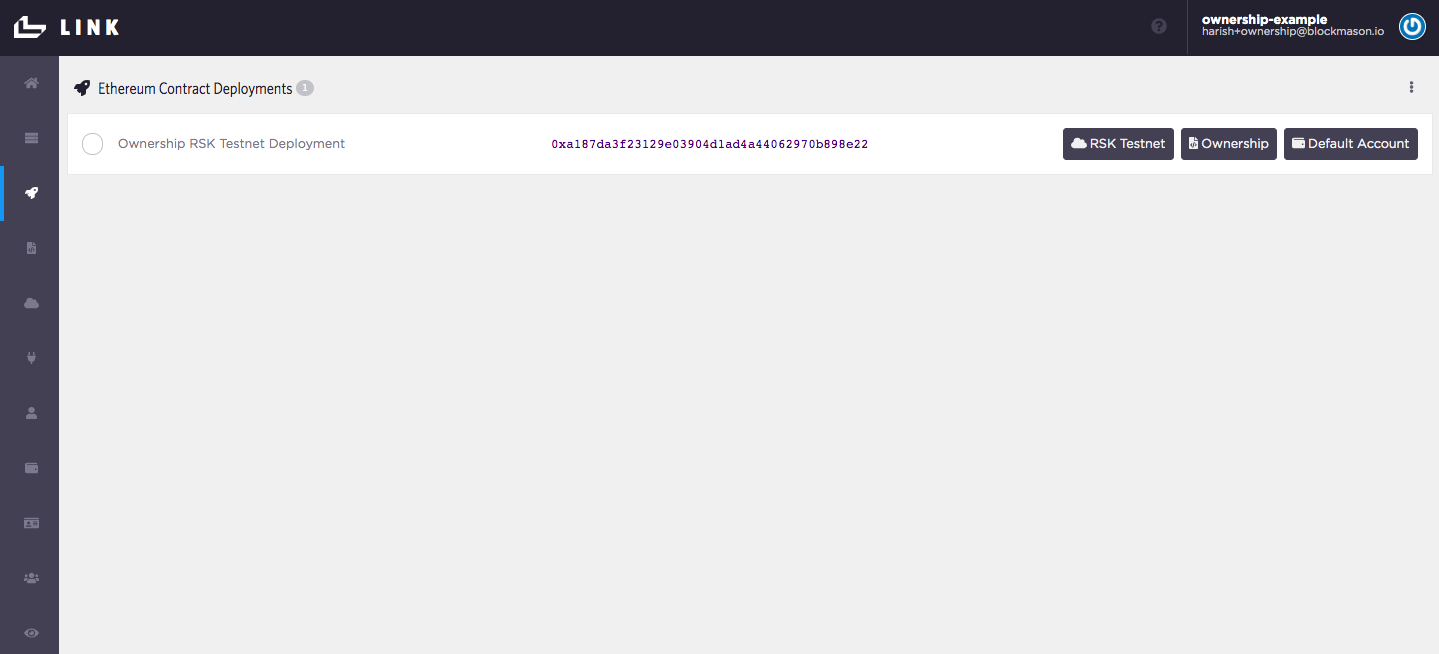 LINK
ownership-example
harish+ownership@blockmason.io
Ethereum Contract Deployments 1
Ownership RSK Testnet Deployment
0xa187da3f23129e03904d1ad4a44062970b898e22
RSK Testnet
Ownership
Default Account